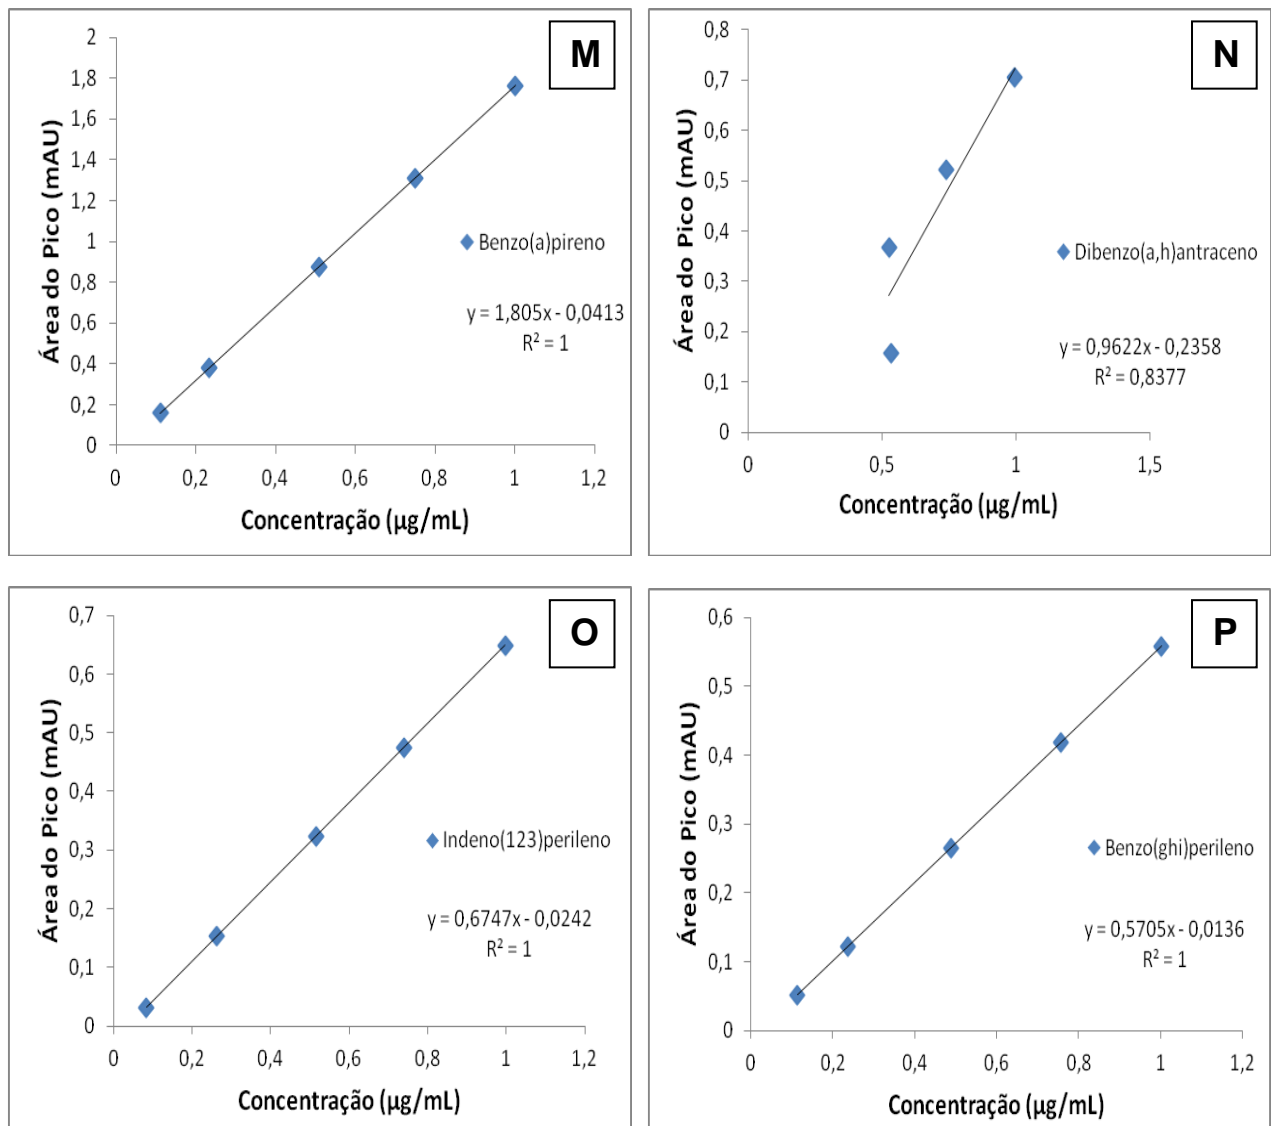 M
2
1,8
1,6
1,4
1,2
1
0,8
0,6
0,4
0,2
0
Área do Pico (mAU)
Benzo(a)pireno
y = 1,805x - 0,0413
R² = 1
0 0,2 0,4 0,6 0,8 1 1,2
Concentração (µg/mL)
N
0,8
0,7
0,6
0,5
0,4
0,3
0,2
0,1
0
Área do Pico (mAU)
Dibenzo(a,h)antraceno
y = 0,9622x - 0,2358
R² = 0,8377
0 0,5 1 1,5
Concentração (µg/mL)
O
0,7
0,6
0,5
0,4
0,3
0,2
0,1
0
Área do Pico (mAU)
Indeno(123)perileno
y = 0,6747x - 0,0242
R² = 1
0 0,2 0,4 0,6 0,8 1 1,2
Concentração (µg/mL)
P
0,6
0,5
0,4
0,3
0,2
0,1
0
Área do Pico (mAU)
Benzo(ghi)perileno
y = 0,5705x - 0,0136
R² = 1
0 0,2 0,4 0,6 0,8 1 1,2
Concentração (µg/mL)